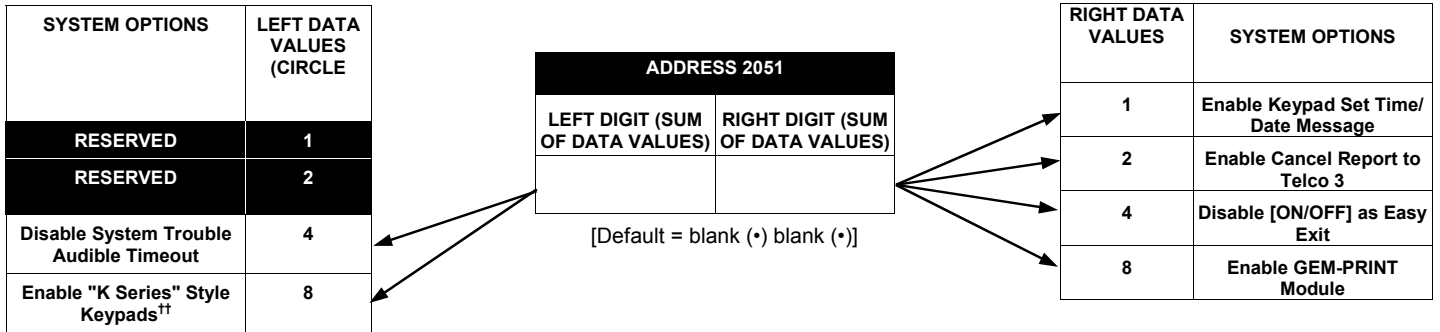 SYSTEM OPTIONS
LEFT DATA
VALUES
(CIRCLE
RESERVED
1
RESERVED
2
Disable System Trouble
Audible Timeout
4
Enable "K Series" Style
Keypads††
8
ADDRESS 2051
LEFT DIGIT (SUM
OF DATA VALUES)
RIGHT DIGIT (SUM
OF DATA VALUES)
[Default = blank (•) blank (•)]
RIGHT DATA
VALUES
SYSTEM OPTIONS
1
Enable Keypad Set Time/
Date Message
2
Enable Cancel Report to
Telco 3
4
Disable [ON/OFF] as Easy
Exit
8
Enable GEM-PRINT
Module